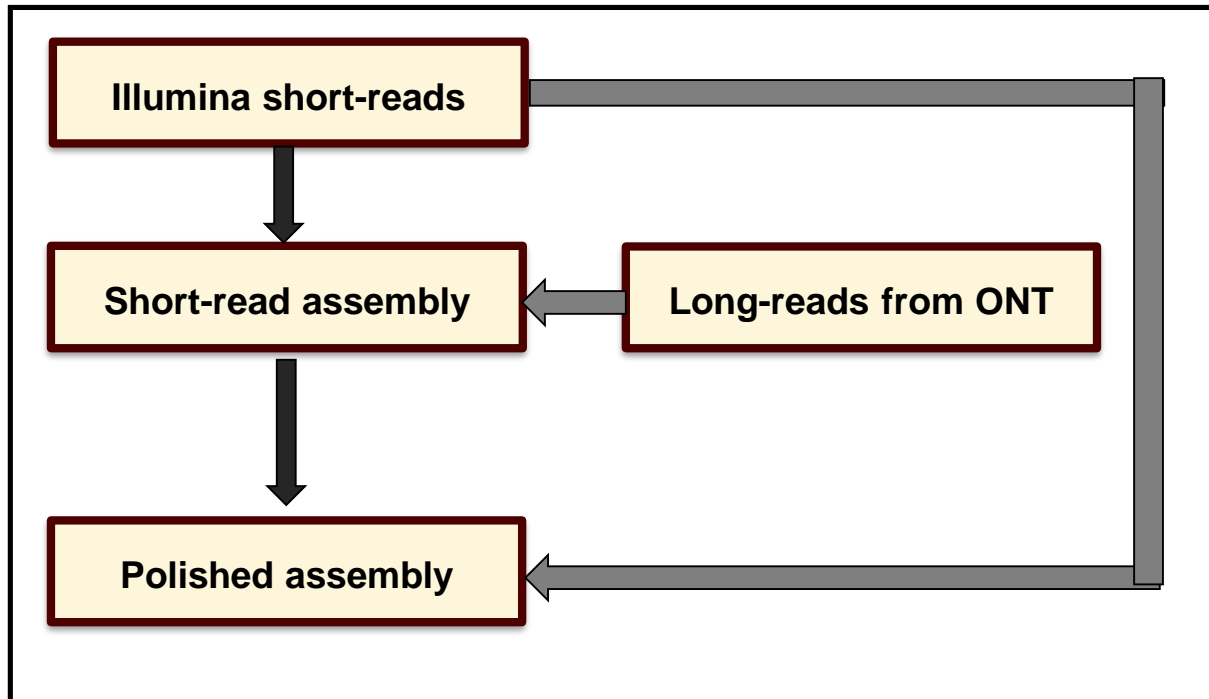 Illumina short-reads
Short-read assembly
Long-reads from ONT
Polished assembly